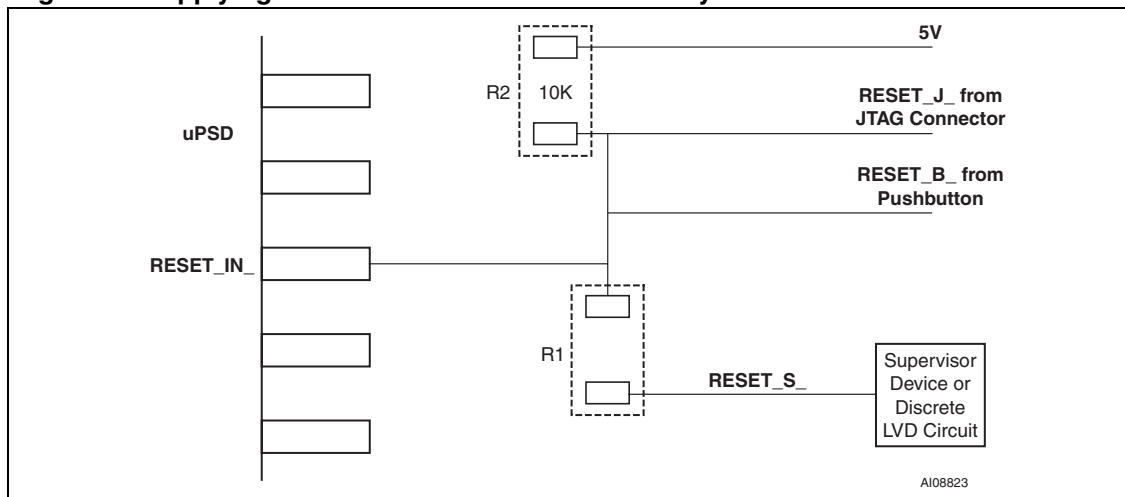 5V
R2
10K
RESET_J_ from
JTAG Connector
uPSD
RESET_B_ from
Pushbutton
RESET_IN_
R1
RESET_S_
Supervisor
Device or
Discrete
LVD Circuit
AI08823